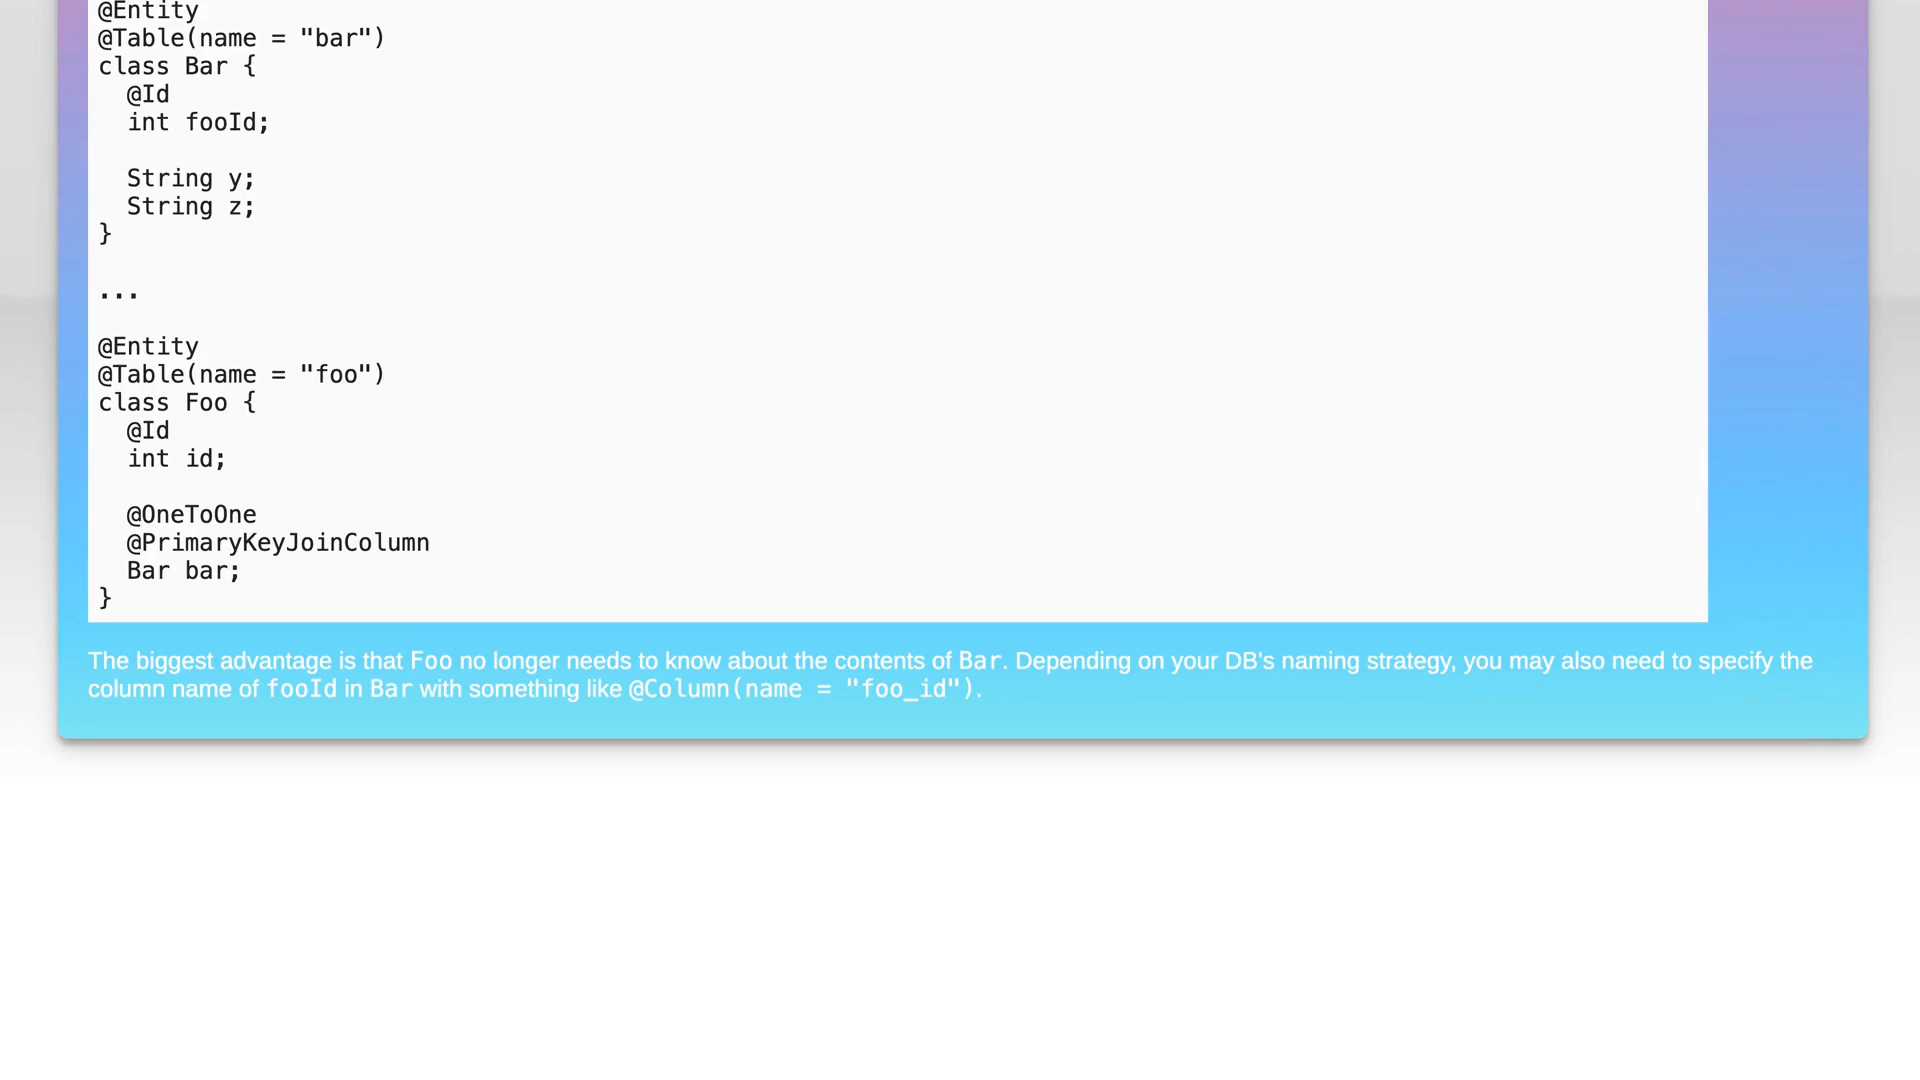 @Entity
@Table(name = "bar")
class Bar {
  @Id
  int fooId;

  String y;
  String z;
}

...

@Entity
@Table(name = "foo")
class Foo {
  @Id
  int id;

  @OneToOne
  @PrimaryKeyJoinColumn
  Bar bar;
}
The biggest advantage is that Foo no longer needs to know about the contents of Bar. Depending on your DB's naming strategy, you may also need to specify the
column name of fooId in Bar with something like @Column(name = "foo_id").